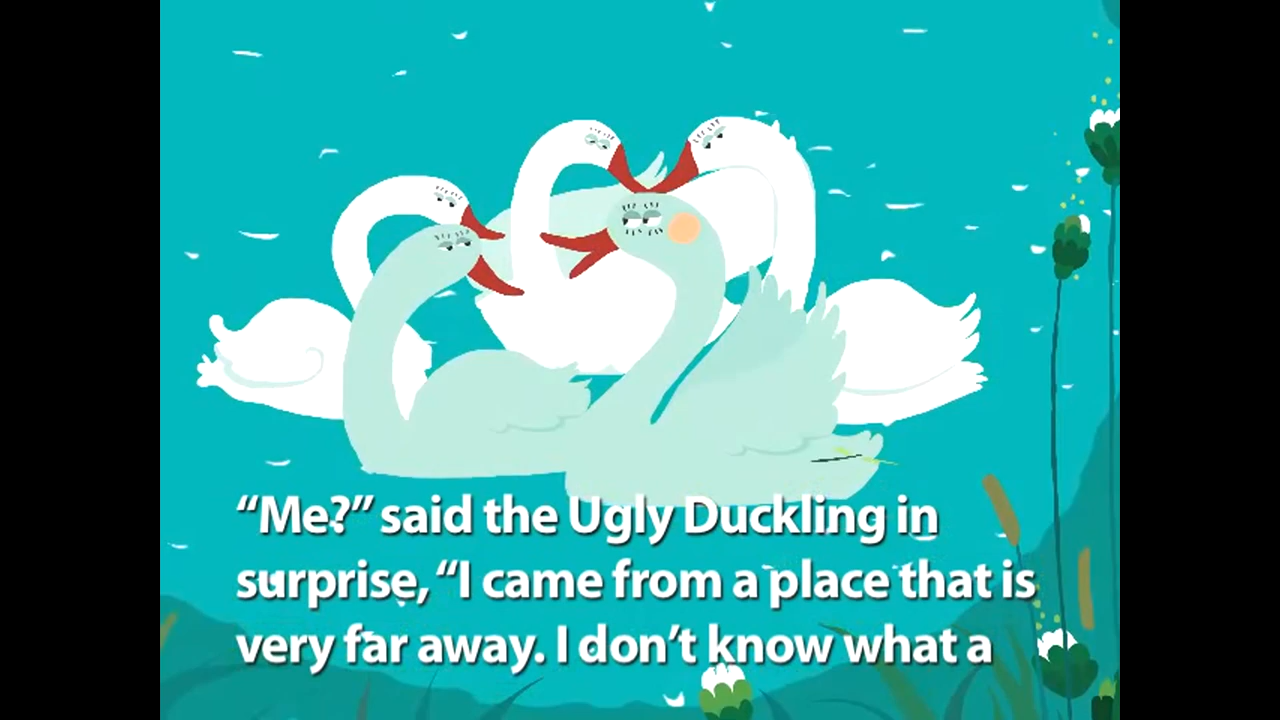 “Me?” said the Ugly Duckling in
surprise, “I came from a place that is
very far away. I don’t know what a